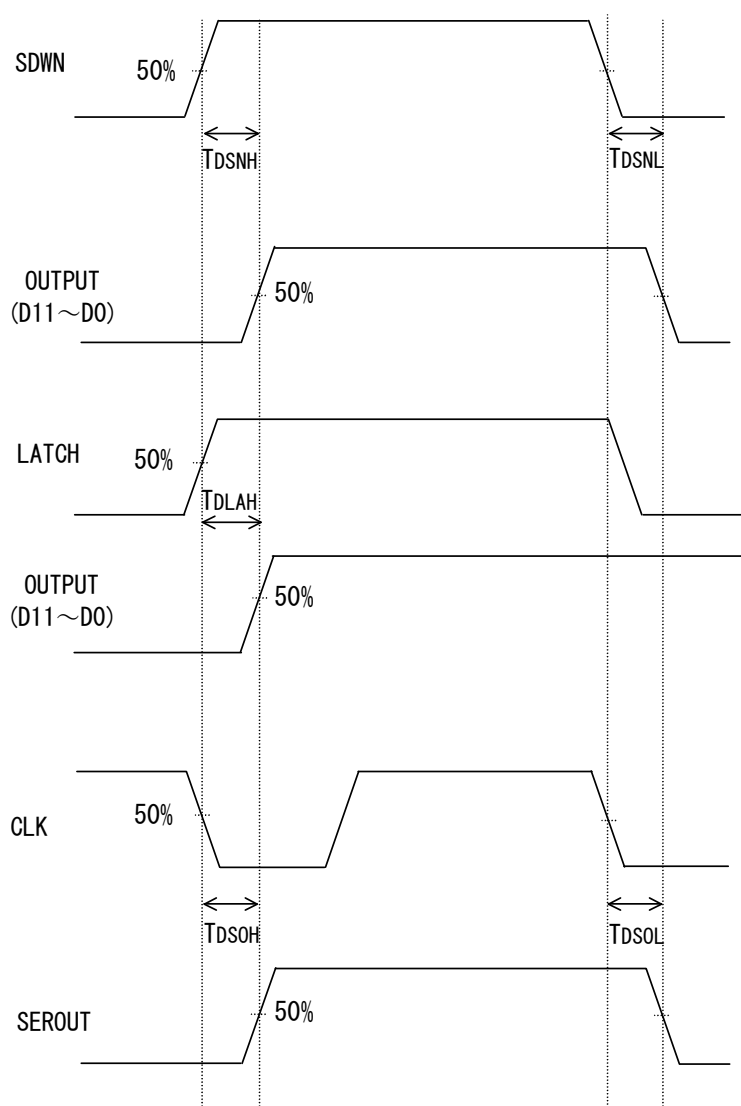 SDWN
50%
TDSNH
TDSNL
OUTPUT
(D11～D0)
50%
LATCH
50%
TDLAH
OUTPUT
(D11～D0)
50%
CLK
50%
TDSOH
TDSOL
SEROUT
50%